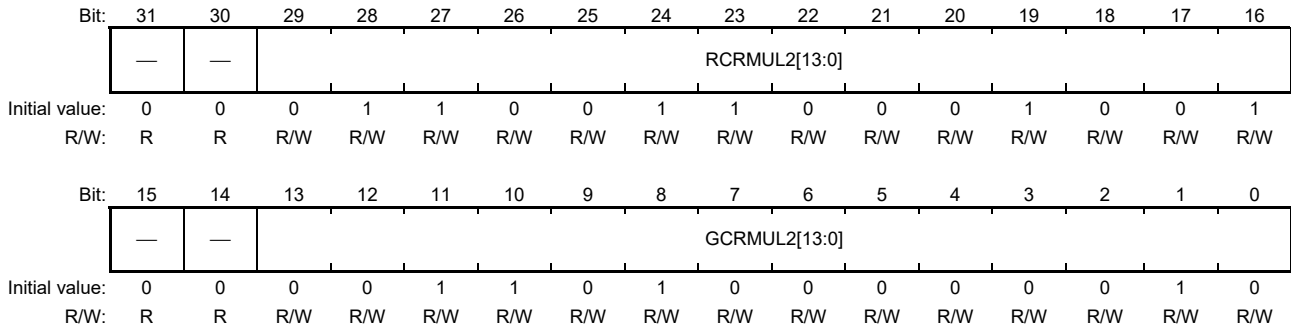 Bit: 31 30 29 28 27 26 25 24 23 22 21 20 19 18 17 16
— — RCRMUL2[13:0]
Initial value: 0 0 0 1 1 0 0 1 1 0 0 0 1 0 0 1
R/W: R R R/W R/W R/W R/W R/W R/W R/W R/W R/W R/W R/W R/W R/W R/W
Bit: 15 14 13 12 11 10 9 8 7 6 5 4 3 2 1 0
— — GCRMUL2[13:0]
Initial value: 0 0 0 0 1 1 0 1 0 0 0 0 0 0 1 0
R/W: R R R/W R/W R/W R/W R/W R/W R/W R/W R/W R/W R/W R/W R/W R/W